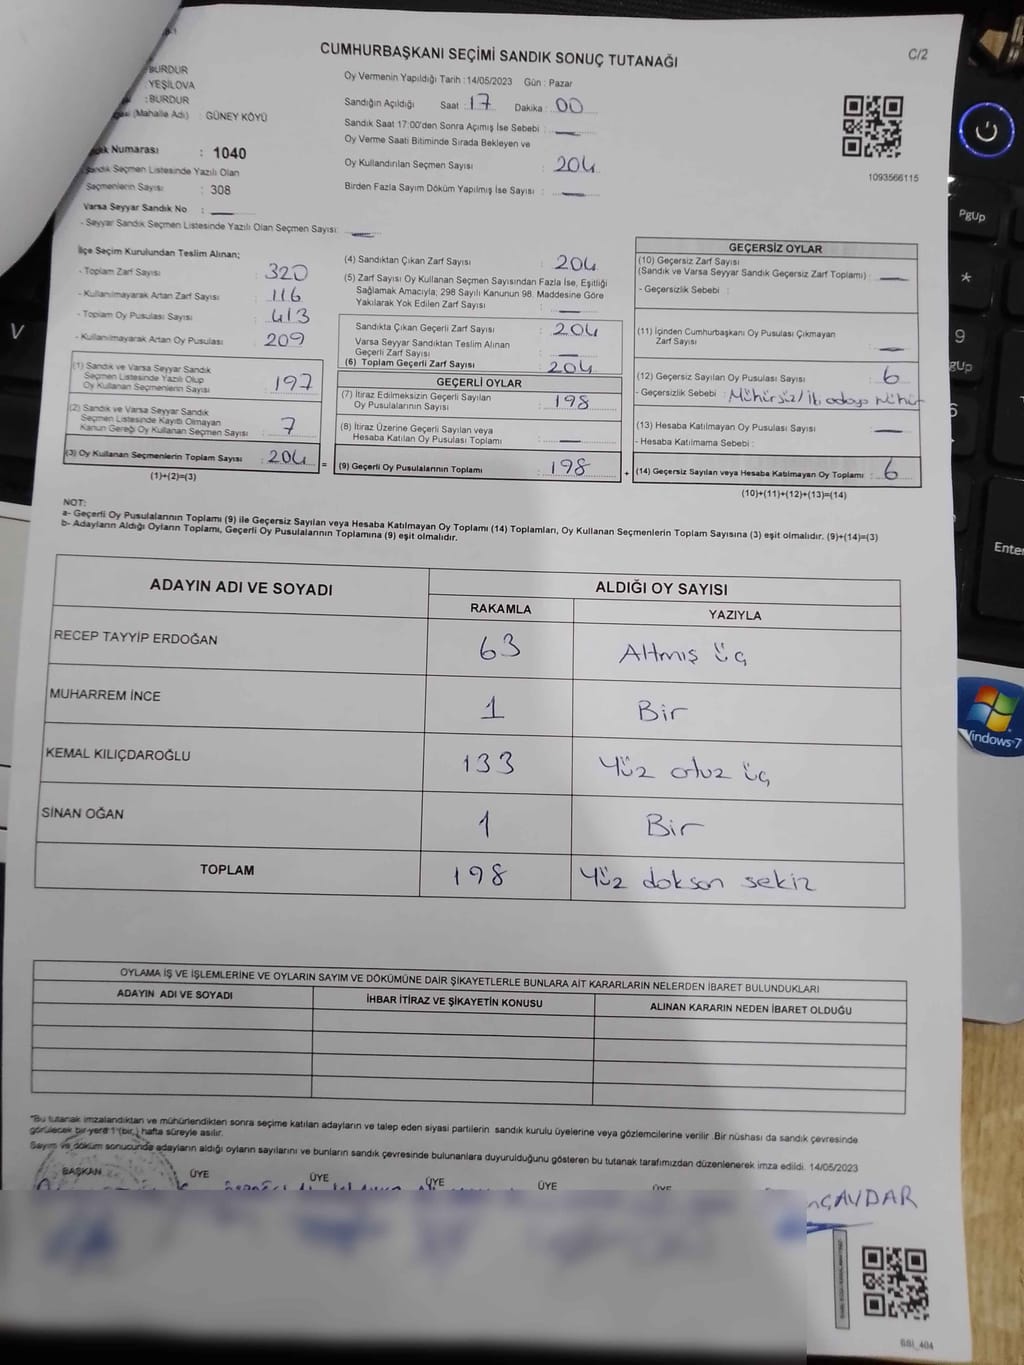 CUMHURBAŞKANI SEÇİMİ SANDIK SONUÇ TUTANAĞI
C/2
: BURDUR
: YEŞİLOVA
: BURDUR
(Mahalle Adı) : GÜNEY KÖYÜ
Numarası : 1040
Sandık Seçmen Listesinde Yazılı Olan
Seçmenlerin Sayısı : 308
Varsa Seyyar Sandık No :
- Seyyar Sandık Seçmen Listesinde Yazılı Olan Seçmen Sayısı:
Oy Vermenin Yapıldığı Tarih : 14/05/2023 Gün : Pazar
Sandığın Açıldığı Saat : 17 Dakika : 00
Sandık Saat 17:00'den Sonra Açımış İse Sebebi :
Oy Verme Saati Bitiminde Sırada Bekleyen ve
Oy Kullandırılan Seçmen Sayısı : 204
Birden Fazla Sayım Döküm Yapılmış İse Sayısı :
1093566115
İlçe Seçim Kurulundan Teslim Alınan;
- Toplam Zarf Sayısı : 320
- Kullanılmayarak Artan Zarf Sayısı : 116
- Toplam Oy Pusulası Sayısı : 413
- Kullanılmayarak Artan Oy Pusulası : 209
(1) Sandık ve Varsa Seyyar Sandık
Seçmen Listesinde Yazılı Olup
Oy Kullanan Seçmenlerin Sayısı : 197
(2) Sandık ve Varsa Seyyar Sandık
Seçmen Listesinde Kayıtlı Olmayan
Kanun Gereği Oy Kullanan Seçmen Sayısı : 7
(3) Oy Kullanan Seçmenlerin Toplam Sayısı : 204
(1)+(2)=(3)
(4) Sandıktan Çıkan Zarf Sayısı : 204
(5) Zarf Sayısı Oy Kullanan Seçmen Sayısından Fazla İse, Eşitliği
Sağlamak Amacıyla, 298 Sayılı Kanunun 98. Maddesine Göre
Yakılarak Yok Edilen Zarf Sayısı :
Sandıkta Çıkan Geçerli Zarf Sayısı : 204
Varsa Seyyar Sandıktan Teslim Alınan
Geçerli Zarf Sayısı :
(6) Toplam Geçerli Zarf Sayısı : 204
=
GEÇERLİ OYLAR
(7) İtiraz Edilmeksizin Geçerli Sayılan
Oy Pusulalarının Sayısı : 198
(8) İtiraz Üzerine Geçerli Sayılan veya
Hesaba Katılan Oy Pusulası Toplamı :
(9) Geçerli Oy Pusulalarının Toplamı : 198
+
GEÇERSİZ OYLAR
(10) Geçersiz Zarf Sayısı
(Sandık ve Varsa Seyyar Sandık Geçersiz Zarf Toplamı) :
- Geçersizlik Sebebi :
(11) İçinden Cumhurbaşkanı Oy Pusulası Çıkmayan
Zarf Sayısı :
(12) Geçersiz Sayılan Oy Pusulası Sayısı : 6
- Geçersizlik Sebebi : Mühürsüz / İki adaya mühür
(13) Hesaba Katılmayan Oy Pusulası Sayısı :
- Hesaba Katılmama Sebebi :
(14) Geçersiz Sayılan veya Hesaba Katılmayan Oy Toplamı : 6
(10)+(11)+(12)+(13)=(14)
NOT:
a- Geçerli Oy Pusulalarının Toplamı (9) ile Geçersiz Sayılan veya Hesaba Katılmayan Oy Toplamı (14) Toplamları, Oy Kullanan Seçmenlerin Toplam Sayısına (3) eşit olmalıdır. (9)+(14)=(3)
b- Adayların Aldığı Oyların Toplamı, Geçerli Oy Pusulalarının Toplamına (9) eşit olmalıdır.
ADAYIN ADI VE SOYADI ALDIĞI OY SAYISI
RAKAMLA YAZIYLA
RECEP TAYYİP ERDOĞAN 63 Altmış üç
MUHARREM İNCE 1 Bir
KEMAL KILIÇDAROĞLU 133 Yüz otuz üç
SİNAN OĞAN 1 Bir
TOPLAM 198 Yüz dokson sekiz
OYLAMA İŞ VE İŞLEMLERİNE VE OYLARIN SAYIM VE DÖKÜMÜNE DAİR ŞİKAYETLERLE BUNLARA AİT KARARLARIN NELERDEN İBARET BULUNDUKLARI
ADAYIN ADI VE SOYADI İHBAR İTİRAZ VE ŞİKAYETİN KONUSU ALINAN KARARIN NEDEN İBARET OLDUĞU
*Bu tutanak imzalandıktan ve mühürlendikten sonra seçime katılan adayların ve talep eden siyasi partilerin sandık kurulu üyelerine veya gözlemcilerine verilir .Bir nüshası da sandık çevresinde
görülecek bir yere 1 (bir) hafta süreyle asılır.
Sayım ve döküm sonucunda adayların aldığı oyların sayılarını ve bunların sandık çevresinde bulunanlara duyurulduğunu gösteren bu tutanak tarafımızdan düzenlenerek imza edildi. 14/05/2023
BAŞKAN ÜYE ÜYE ÜYE ÜYE ÜYE
ÇAVDAR
PgUp
V
*
9
gUp
6
Enter
Windows 7